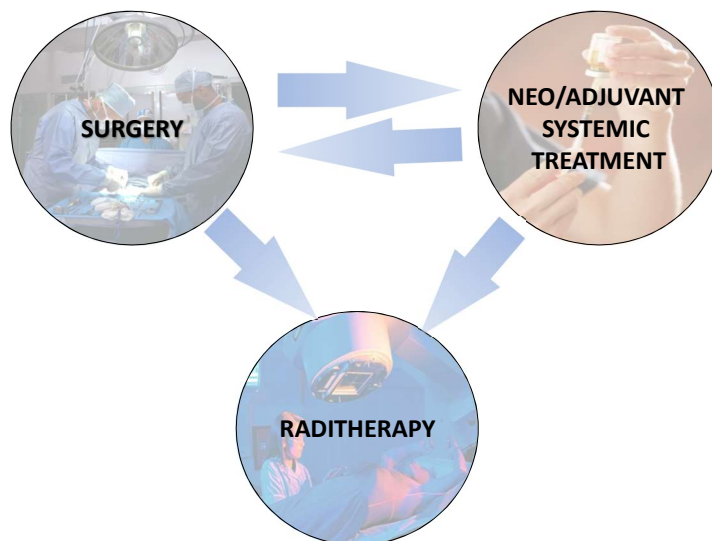 SURGERY
NEO/ADJUVANT
SYSTEMIC
TREATMENT
RADITHERAPY